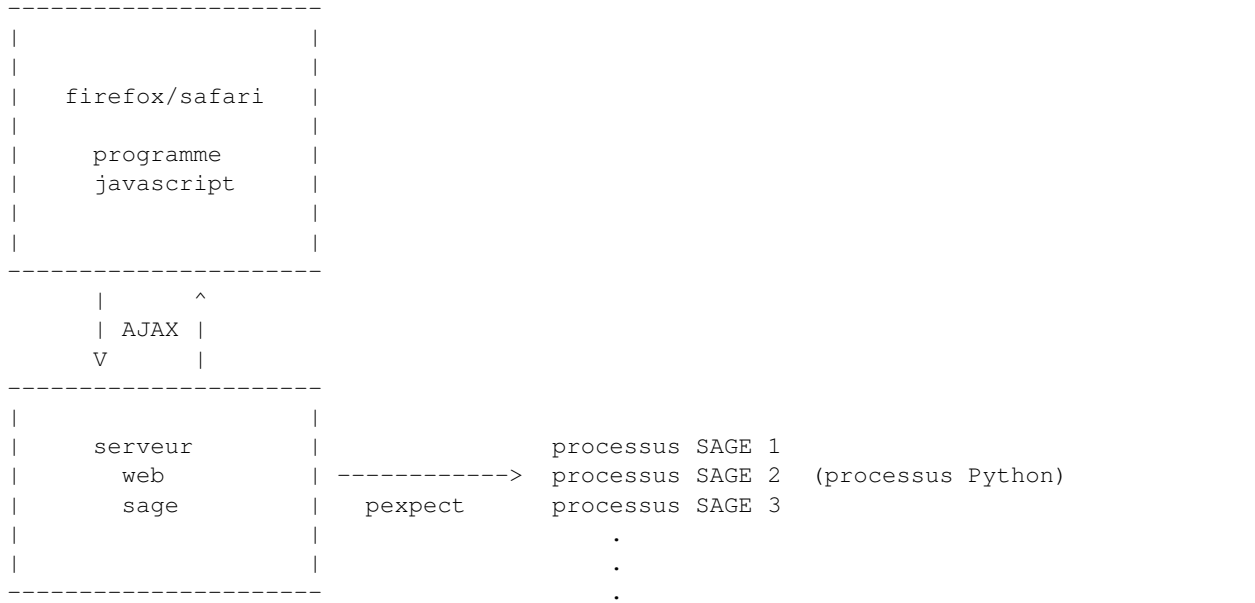 ----------------------
|                     |
|                     |
|    firefox/safari   |
|                     |
|      programme      |
|      javascript     |
|                     |
|                     |
----------------------
      |      ^
      | AJAX |
      V      |
----------------------
|                     |
|      serveur        |                processus SAGE 1
|        web          | ------------>  processus SAGE 2  (processus Python)
|        sage         |   pexpect      processus SAGE 3
|                     |                    .
|                     |                    .
----------------------                     .